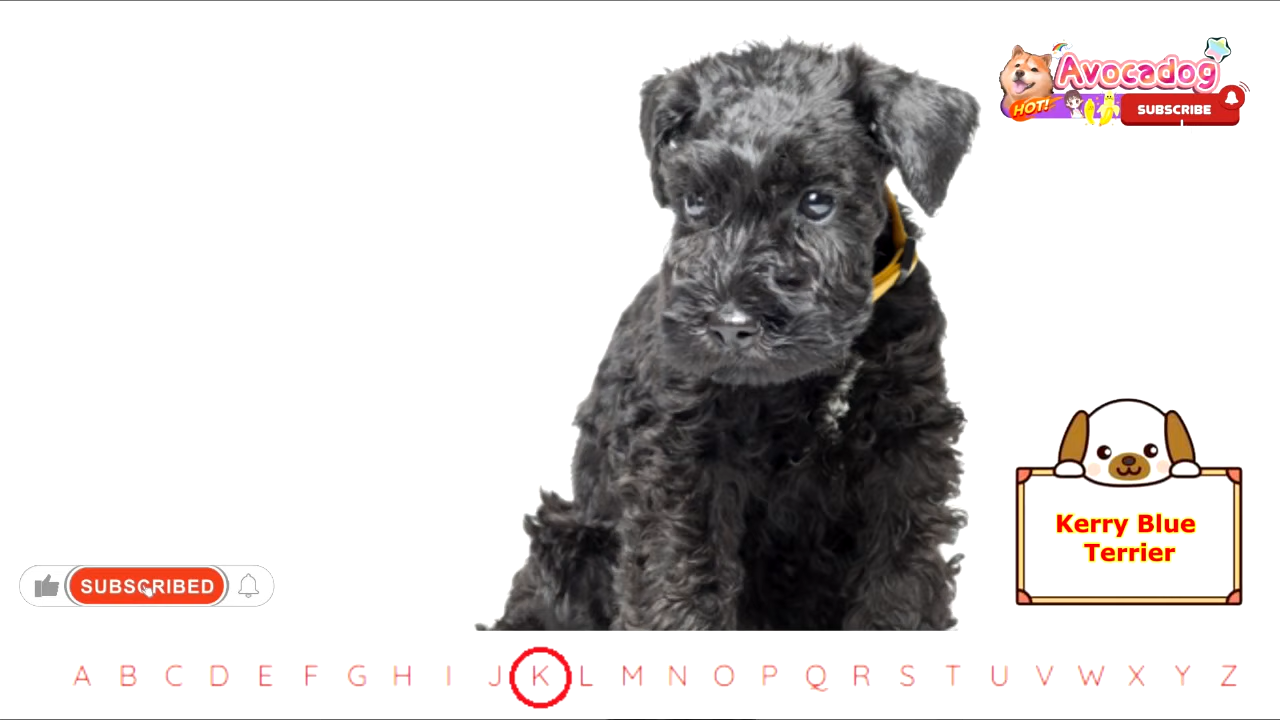 Avocadog
HOT!
SUBSCRIBE
Kerry Blue
Terrier
SUBSCRIBED
A B C D E F G H I J K L M N O P Q R S T U V W X Y Z